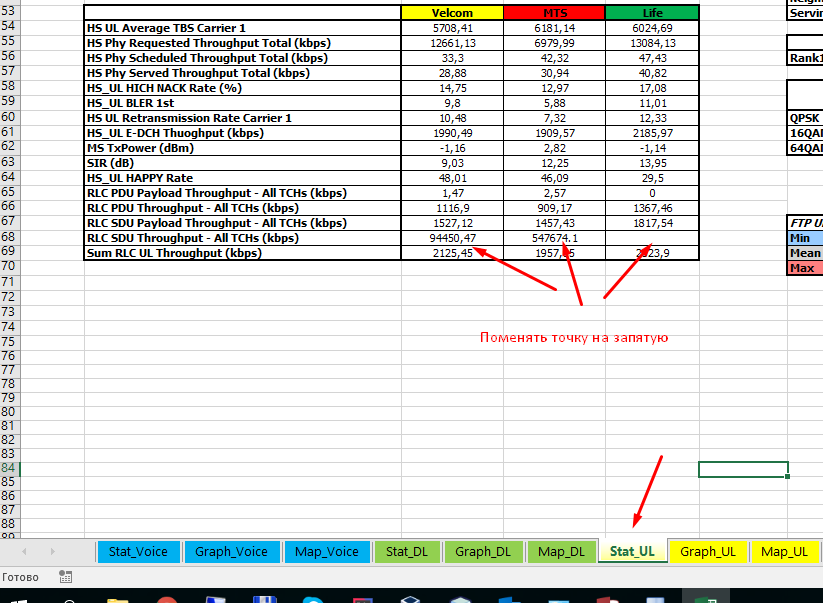 53 Velcom MTS Life Servin
54 HS UL Average TBS Carrier 1 5708,41 6181,14 6024,69
55 HS Phy Requested Throughput Total (kbps) 12661,13 6979,99 13084,13
56 HS Phy Scheduled Throughput Total (kbps) 33,3 42,32 47,43 Rank1
57 HS Phy Served Throughput Total (kbps) 28,88 30,94 40,82
58 HS_UL HICH NACK Rate (%) 14,75 12,97 17,08
59 HS_UL BLER 1st 9,8 5,88 11,01
60 HS UL Retransmission Rate Carrier 1 10,48 7,32 12,33 QPSK
61 HS_UL E-DCH Thuoghput (kbps) 1990,49 1909,57 2185,97 16QA
62 MS TxPower (dBm) -1,16 2,82 -1,14 64QA
63 SIR (dB) 9,03 12,25 13,95
64 HS_UL HAPPY Rate 48,01 46,09 29,5
65 RLC PDU Payload Throughput - All TCHs (kbps) 1,47 2,57 0
66 RLC PDU Throughput - All TCHs (kbps) 1116,9 909,17 1367,46
67 RLC SDU Payload Throughput - All TCHs (kbps) 1527,12 1457,43 1817,54 FTP U
68 RLC SDU Throughput - All TCHs (kbps) 94450,47 547674.1 Min
69 Sum RLC UL Throughput (kbps) 2125,45 Mean
70 Max
71
72
73
74
75 Поменять точку на запятую
76
77
78
79
80
81
82
83
84
85
86
87
88
89
Stat_Voice Graph_Voice Map_Voice Stat_DL Graph_DL Map_DL Stat_UL Graph_UL Map_UL
Готово